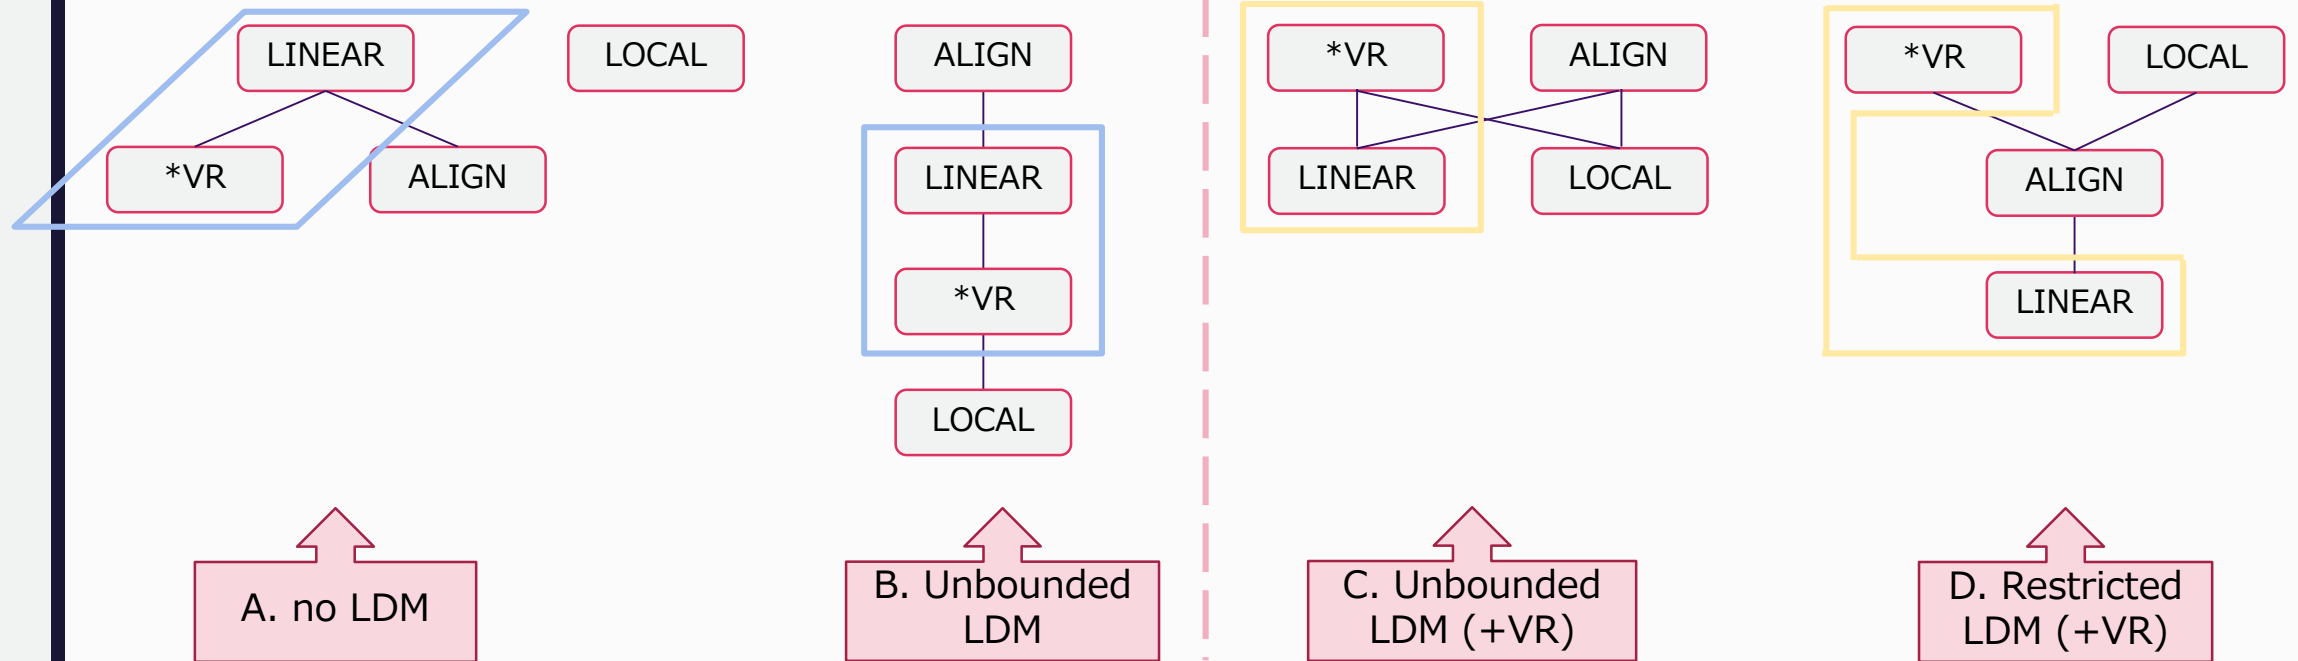 LINEAR
LOCAL
*VR
ALIGN
A. no LDM
ALIGN
LINEAR
*VR
LOCAL
B. Unbounded
LDM
*VR
ALIGN
LINEAR
LOCAL
C. Unbounded
LDM (+VR)
*VR
LOCAL
ALIGN
LINEAR
D. Restricted
LDM (+VR)